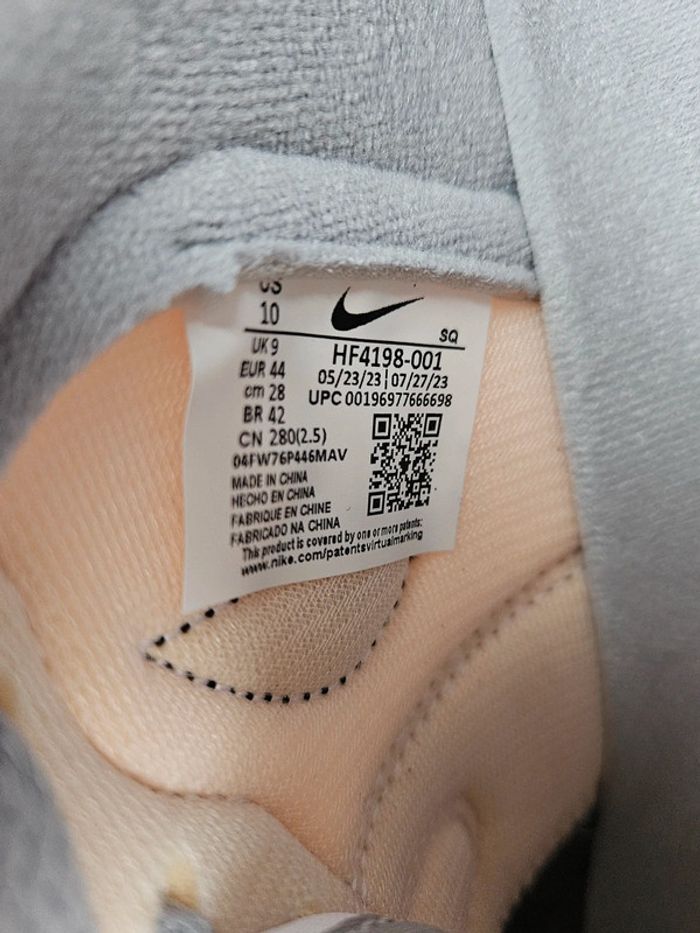 US
10
UK 9
EUR 44
cm 28
BR 42
CN 280(2.5)
04FW76P446MAV
SQ
HF4198-001
05/23/23 07/27/23
UPC 00196977666698
MADE IN CHINA
HECHO EN CHINA
FABRIQUE EN CHINE
FABRICADO NA CHINA
This product is covered by one or more patents:
www.nike.com/patentsvirtualmarking